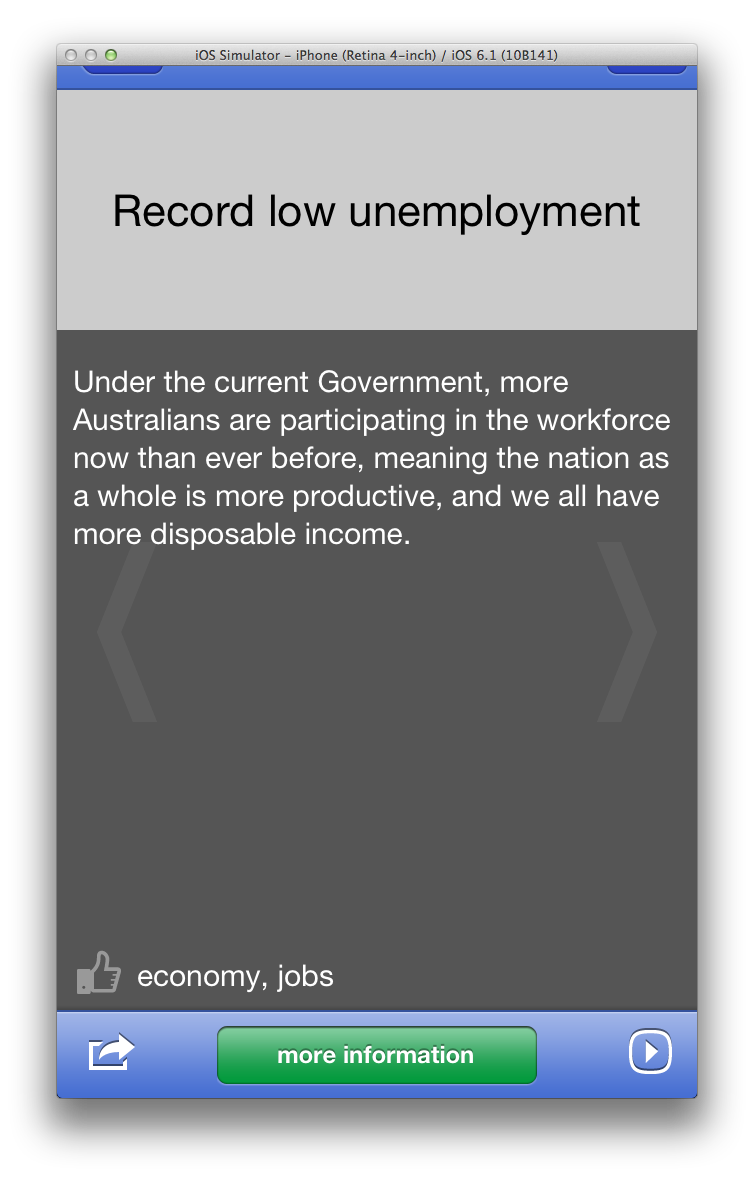 iOS Simulator – iPhone (Retina 4-inch) / iOS 6.1 (10B141)
Record low unemployment
Under the current Government, more
Australians are participating in the workforce
now than ever before, meaning the nation as
a whole is more productive, and we all have
more disposable income.
economy, jobs
more information